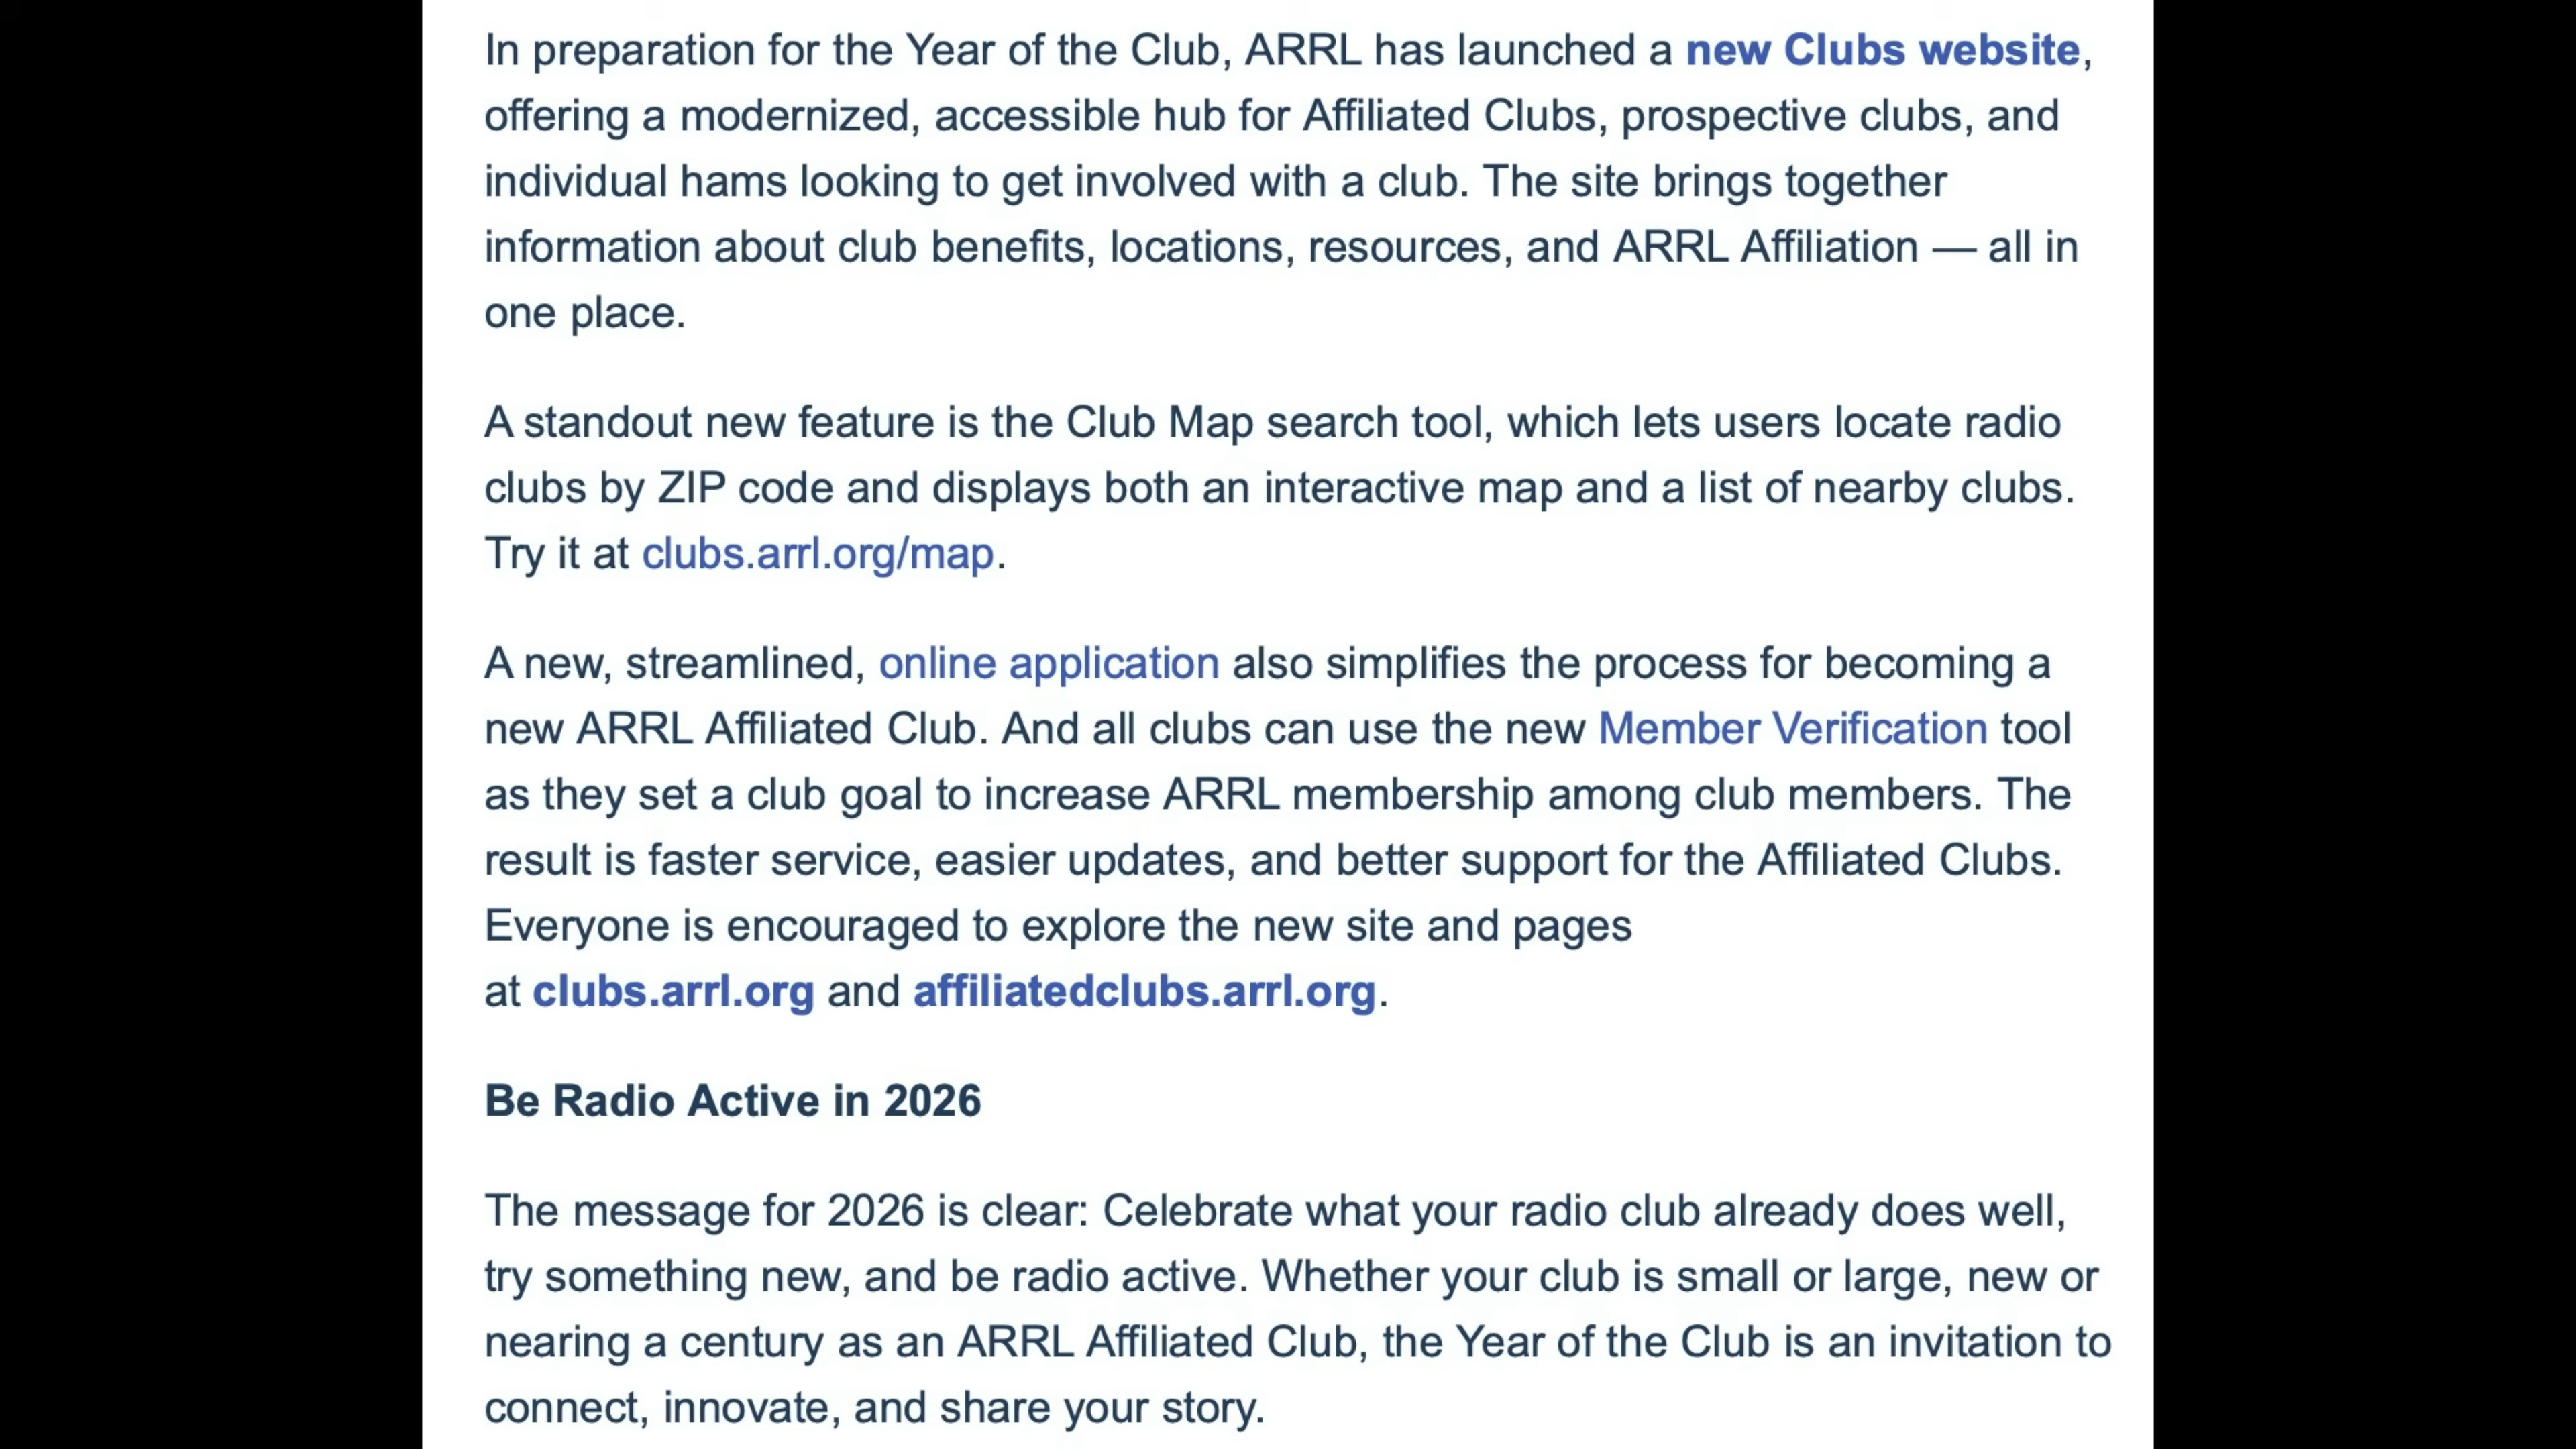 In preparation for the Year of the Club, ARRL has launched a new Clubs website,
offering a modernized, accessible hub for Affiliated Clubs, prospective clubs, and
individual hams looking to get involved with a club. The site brings together
information about club benefits, locations, resources, and ARRL Affiliation — all in
one place.
A standout new feature is the Club Map search tool, which lets users locate radio
clubs by ZIP code and displays both an interactive map and a list of nearby clubs.
Try it at clubs.arrl.org/map.
A new, streamlined, online application also simplifies the process for becoming a
new ARRL Affiliated Club. And all clubs can use the new Member Verification tool
as they set a club goal to increase ARRL membership among club members. The
result is faster service, easier updates, and better support for the Affiliated Clubs.
Everyone is encouraged to explore the new site and pages
at clubs.arrl.org and affiliatedclubs.arrl.org.
Be Radio Active in 2026
The message for 2026 is clear: Celebrate what your radio club already does well,
try something new, and be radio active. Whether your club is small or large, new or
nearing a century as an ARRL Affiliated Club, the Year of the Club is an invitation to
connect, innovate, and share your story.